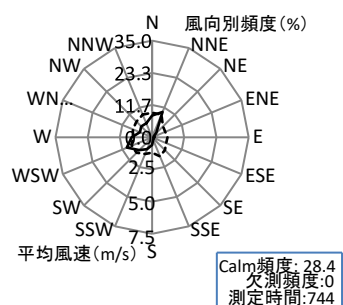 N
風向別頻度(%)
35.0
NNW
NNE
NW
23.3
NE
WN...
11.7
ENE
W
0.0
E
WSW
2.5
ESE
SW
5.0
SE
SSW
SSE
平均風速(m/s)
7.5
S
Calm頻度: 28.4
欠測頻度:0
測定時間:744